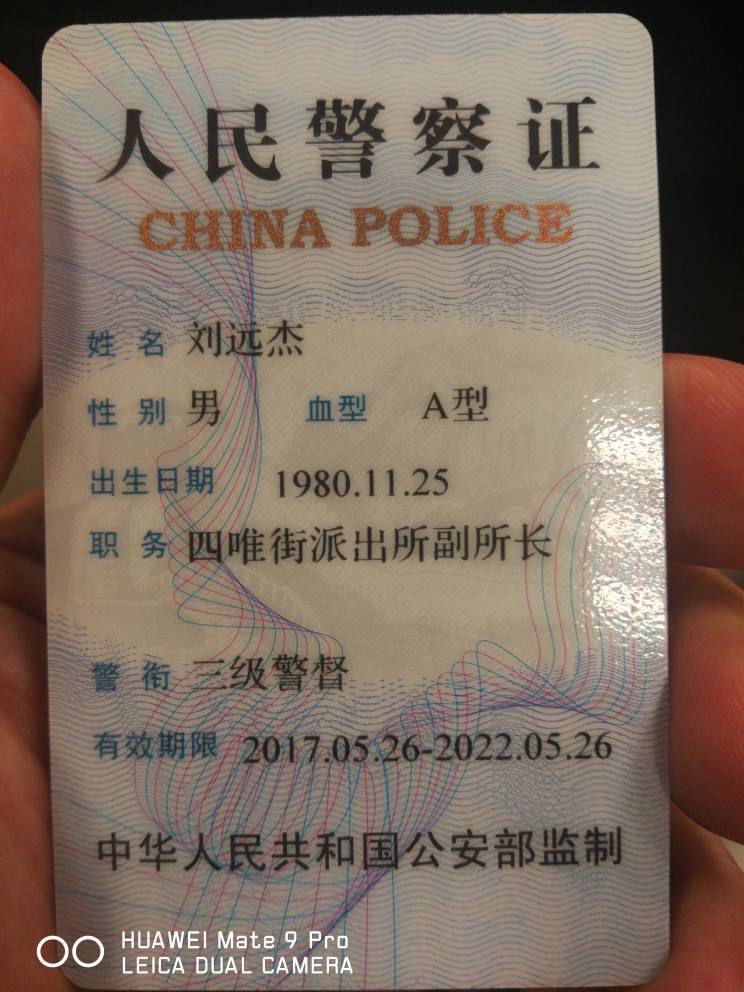 人民警察证
CHINA POLICE
姓 名 刘远杰
性 别 男 血型 A型
出生日期 1980.11.25
职 务 四唯街派出所副所长
警 衔 三级警督
有效期限 2017.05.26-2022.05.26
中华人民共和国公安部监制
HUAWEI Mate 9 Pro
LEICA DUAL CAMERA